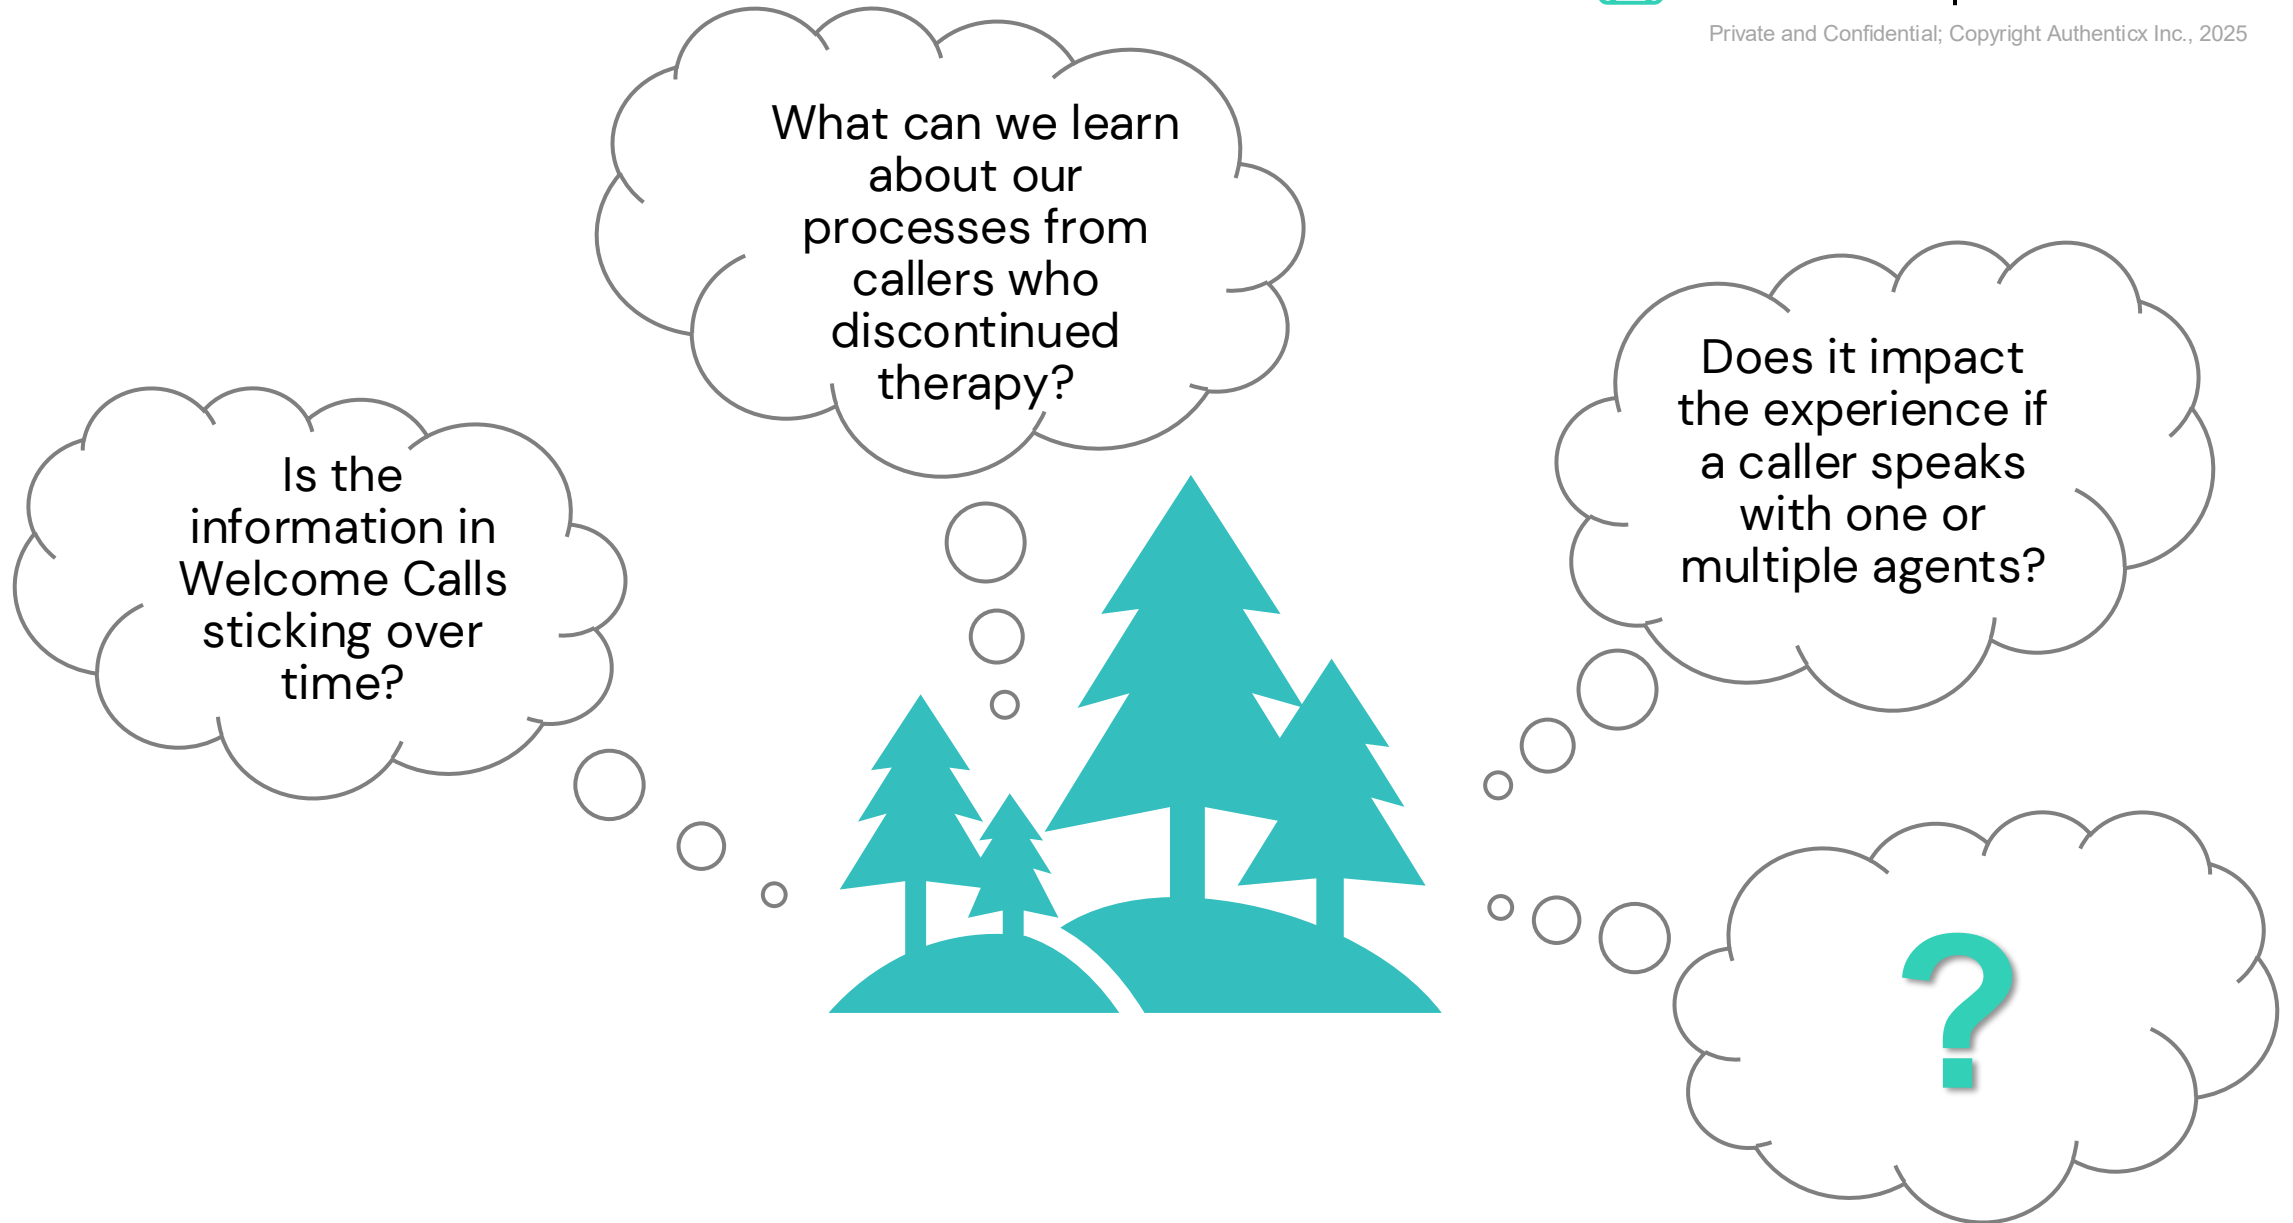 Private and Confidential; Copyright Authenticx Inc., 2025
What can we learn
about our
processes from
callers who
discontinued
therapy?
Does it impact
the experience if
a caller speaks
with one or
multiple agents?
Is the
information in
Welcome Calls
sticking over
time?
?